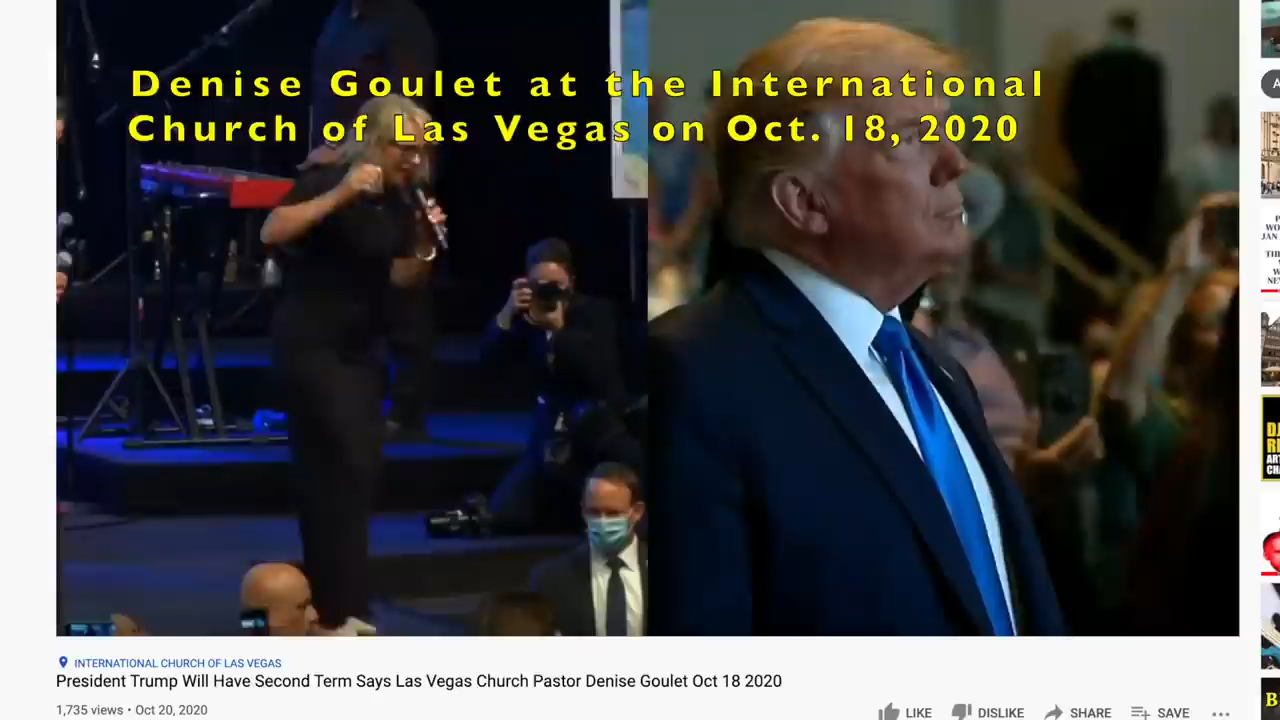 Denise Goulet at the International
Church of Las Vegas on Oct. 18, 2020
INTERNATIONAL CHURCH OF LAS VEGAS
President Trump Will Have Second Term Says Las Vegas Church Pastor Denise Goulet Oct 18 2020
1,735 views • Oct 20, 2020
LIKE
DISLIKE
SHARE
SAVE